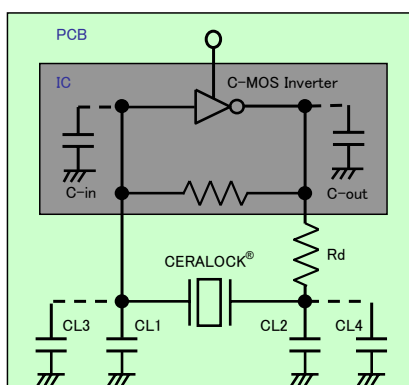 PCB
IC
C-MOS Inverter
C-in
C-out
Rd
CERALOCK®
CL3
CL1
CL2
CL4